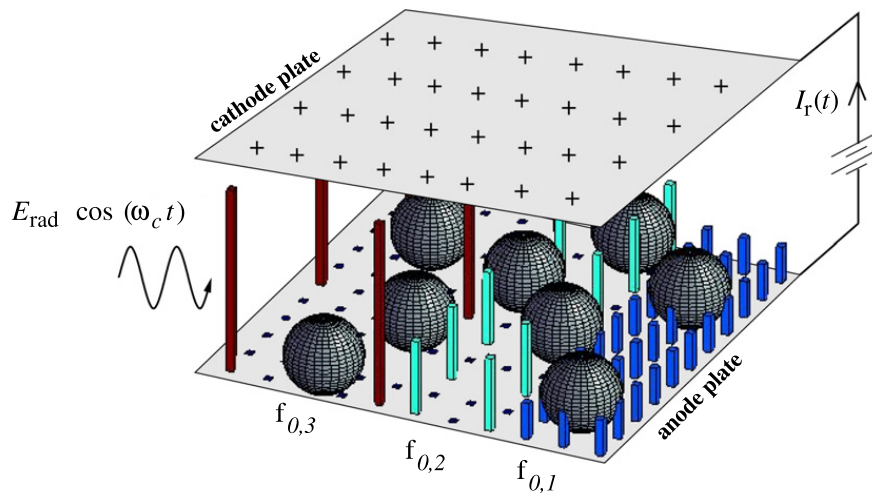 cathode plate
I_r(t)
E_rad cos (ω_c t)
f_0,3
f_0,2
f_0,1
anode plate